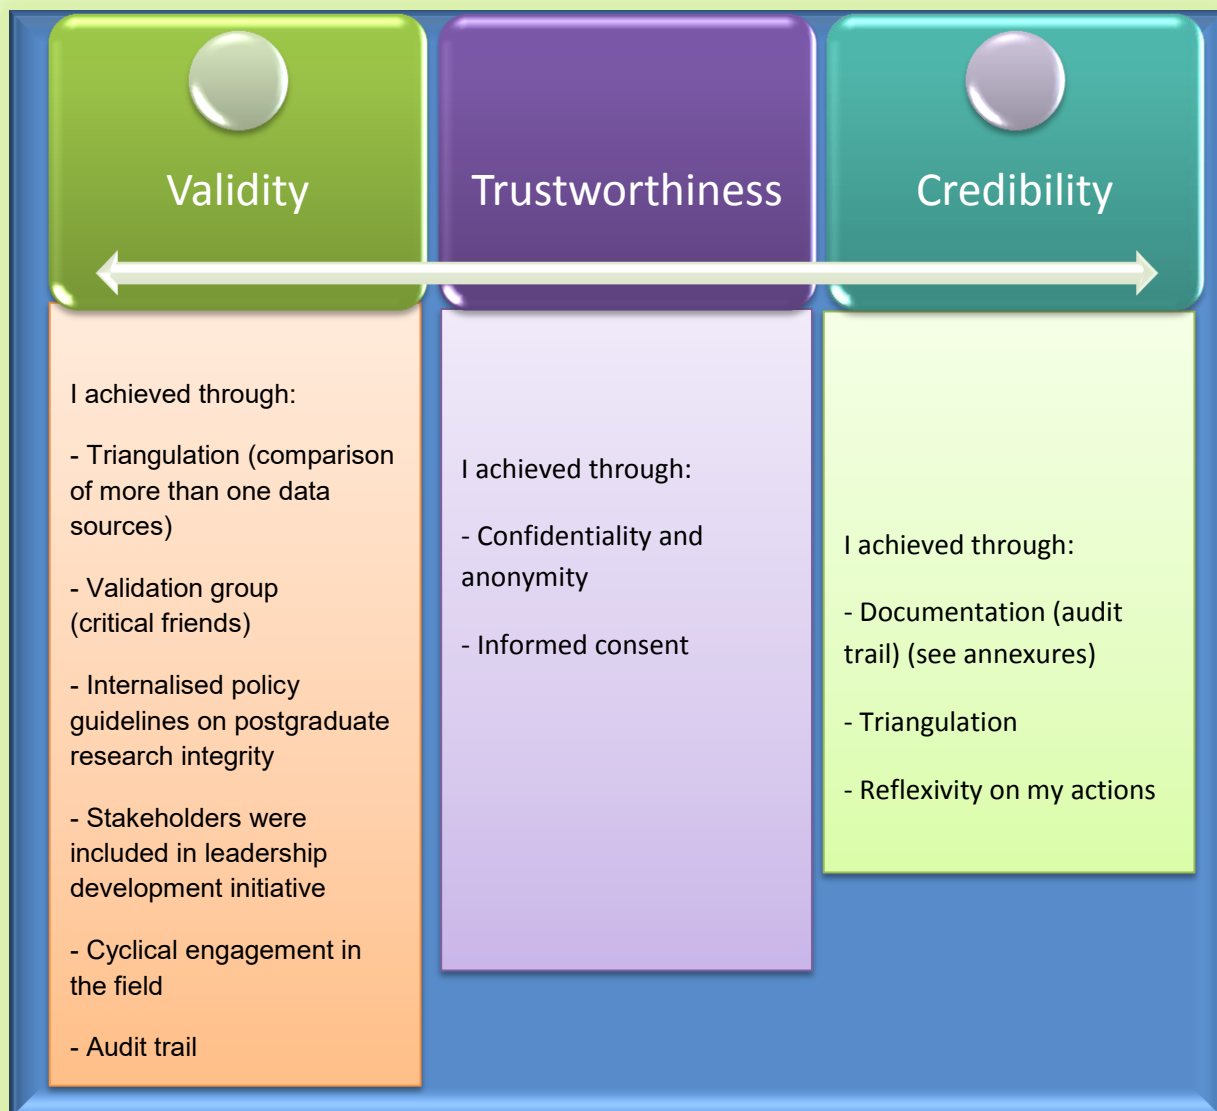 Validity
Trustworthiness
Credibility
I achieved through:
- Triangulation (comparison
of more than one data
sources)
- Validation group
(critical friends)
- Internalised policy
guidelines on postgraduate
research integrity
- Stakeholders were
included in leadership
development initiative
- Cyclical engagement in
the field
- Audit trail
I achieved through:
- Confidentiality and
anonymity
- Informed consent
I achieved through:
- Documentation (audit
trail) (see annexures)
- Triangulation
- Reflexivity on my actions